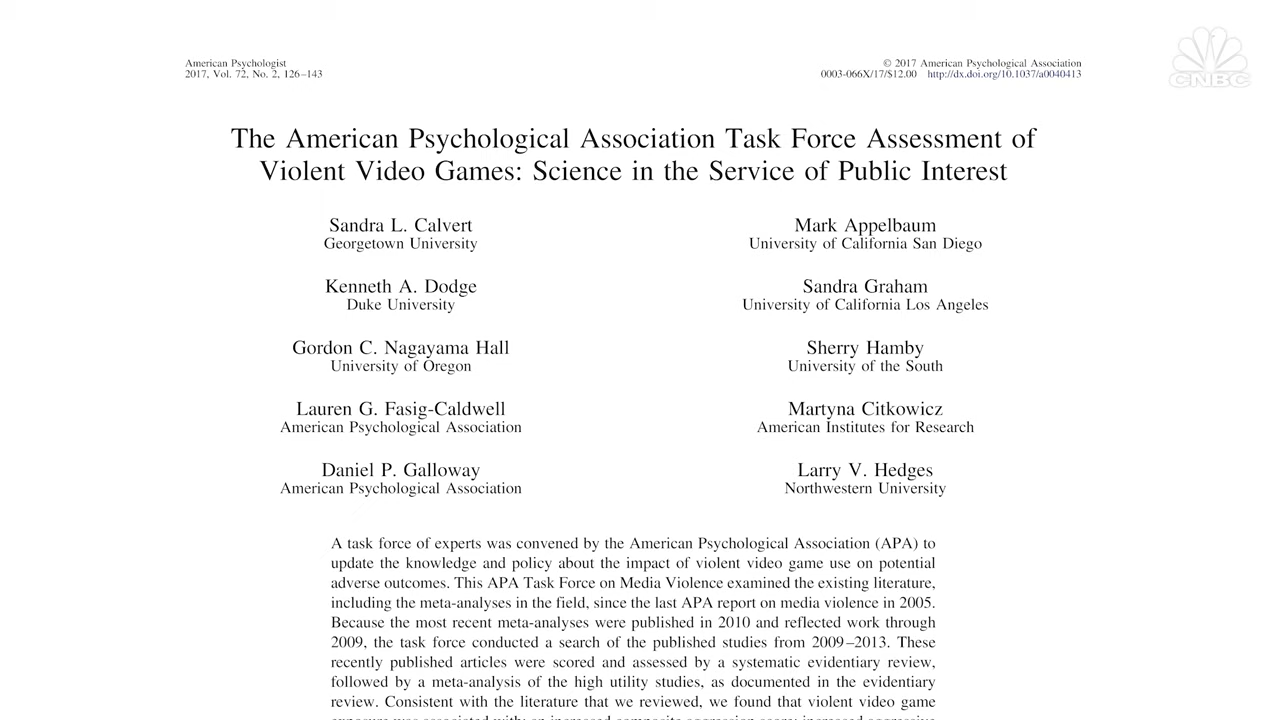 American Psychologist
2017, Vol. 72, No. 2, 126–143
© 2017 American Psychological Association
0003-066X/17/$12.00 http://dx.doi.org/10.1037/a0040413
CNBC
The American Psychological Association Task Force Assessment of
Violent Video Games: Science in the Service of Public Interest
Sandra L. Calvert
Georgetown University
Mark Appelbaum
University of California San Diego
Kenneth A. Dodge
Duke University
Sandra Graham
University of California Los Angeles
Gordon C. Nagayama Hall
University of Oregon
Sherry Hamby
University of the South
Lauren G. Fasig-Caldwell
American Psychological Association
Martyna Citkowicz
American Institutes for Research
Daniel P. Galloway
American Psychological Association
Larry V. Hedges
Northwestern University
A task force of experts was convened by the American Psychological Association (APA) to
update the knowledge and policy about the impact of violent video game use on potential
adverse outcomes. This APA Task Force on Media Violence examined the existing literature,
including the meta-analyses in the field, since the last APA report on media violence in 2005.
Because the most recent meta-analyses were published in 2010 and reflected work through
2009, the task force conducted a search of the published studies from 2009–2013. These
recently published articles were scored and assessed by a systematic evidentiary review,
followed by a meta-analysis of the high utility studies, as documented in the evidentiary
review. Consistent with the literature that we reviewed, we found that violent video game